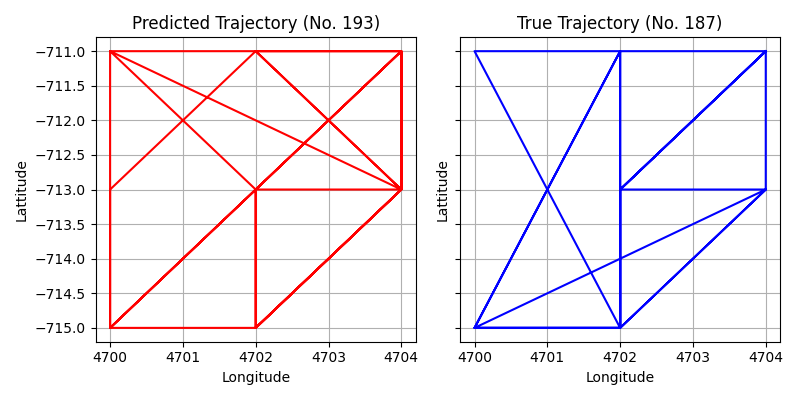 Predicted Trajectory (No. 193)
True Trajectory (No. 187)
Lattitude
−711.0
−711.5
−712.0
−712.5
−713.0
−713.5
−714.0
−714.5
−715.0
4700 4701 4702 4703 4704
Longitude
Lattitude
4700 4701 4702 4703 4704
Longitude